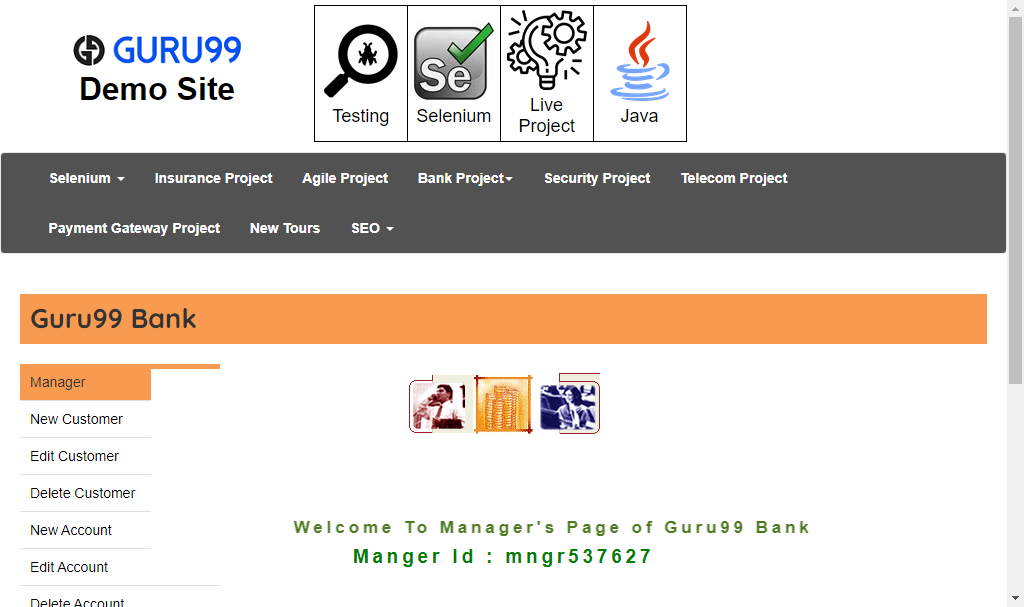 GURU99
Demo Site
Testing
Selenium
Live
Project
Java
Selenium
Insurance Project
Agile Project
Bank Project
Security Project
Telecom Project
Payment Gateway Project
New Tours
SEO
Guru99 Bank
Manager
New Customer
Edit Customer
Delete Customer
New Account
Edit Account
Delete Account
Welcome To Manager's Page of Guru99 Bank
Manger Id : mngr537627